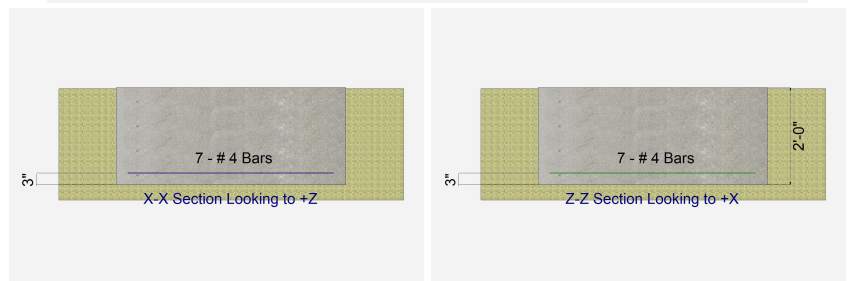 7 - # 4 Bars
3"
X-X Section Looking to +Z
7 - # 4 Bars
2'-0"
3"
Z-Z Section Looking to +X